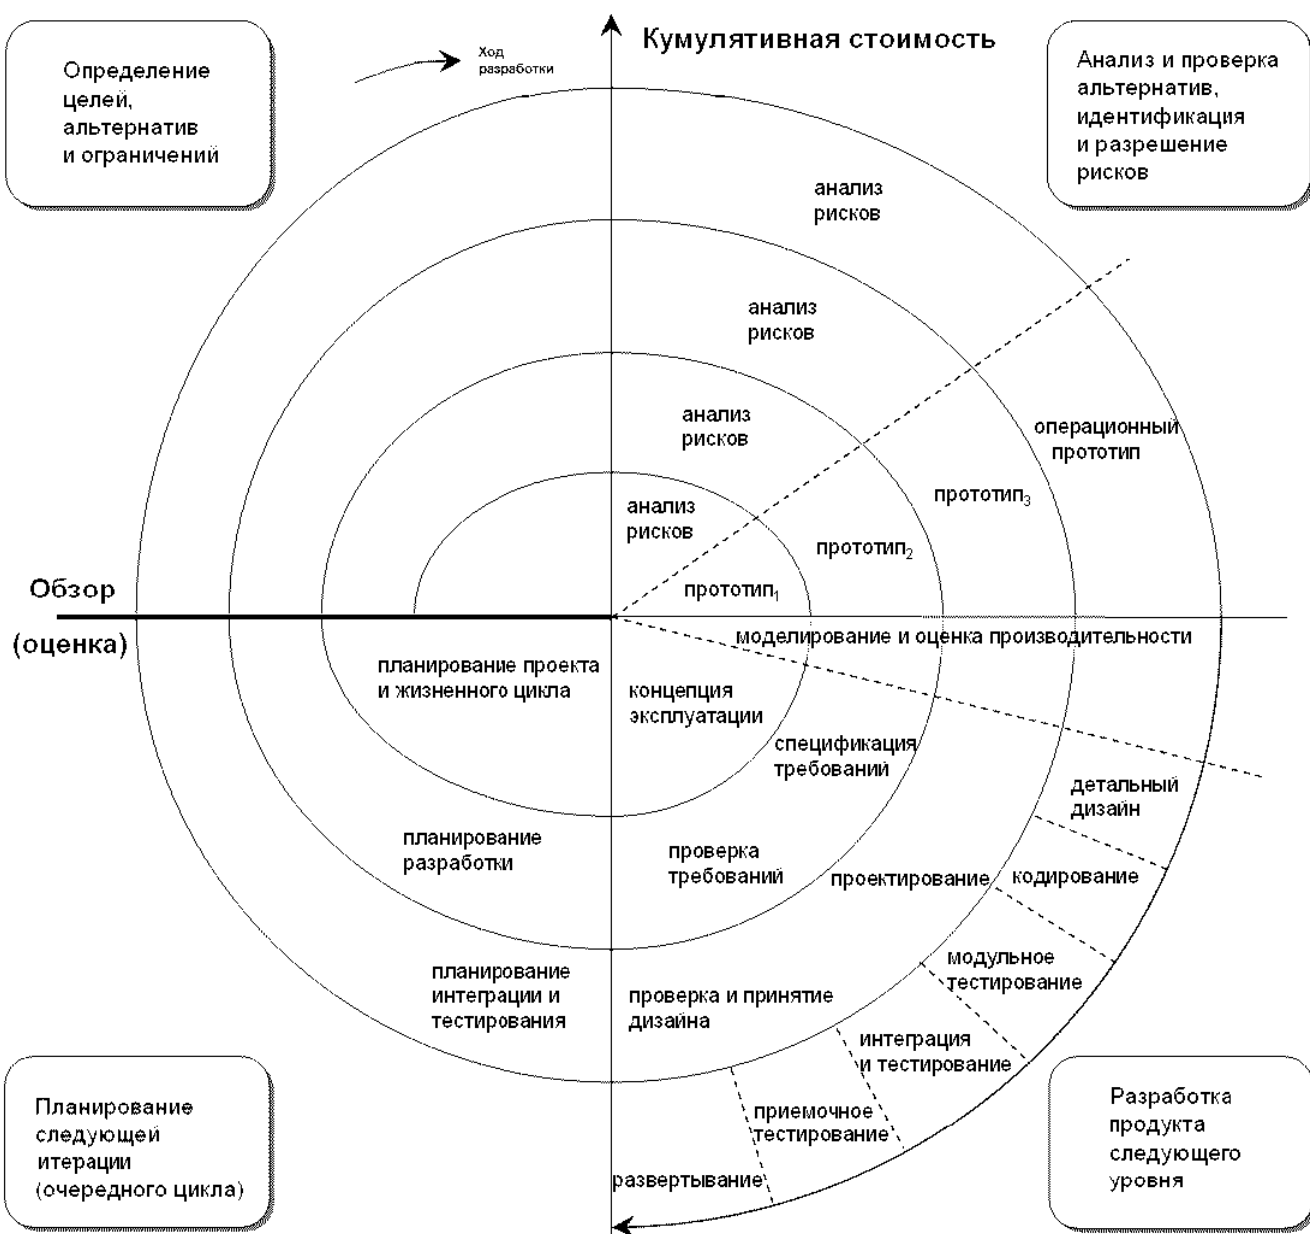 Определение
целей,
альтернатив
и ограничений
Ход
разработки
Кумулятивная стоимость
Анализ и проверка
альтернатив,
идентификация
и разрешение
рисков
анализ
рисков
анализ
рисков
анализ
рисков
анализ
рисков
операционный
прототип
прототип3
прототип2
прототип1
Обзор
(оценка)
моделирование и оценка производительности
планирование проекта
и жизненного цикла
концепция
эксплуатации
спецификация
требований
детальный
дизайн
планирование
разработки
проверка
требований
проектирование
кодирование
планирование
интеграции и
тестирования
проверка и принятие
дизайна
модульное
тестирование
интеграция
и тестирование
приемочное
тестирование
развертывание
Планирование
следующей
итерации
(очередного цикла)
Разработка
продукта
следующего
уровня